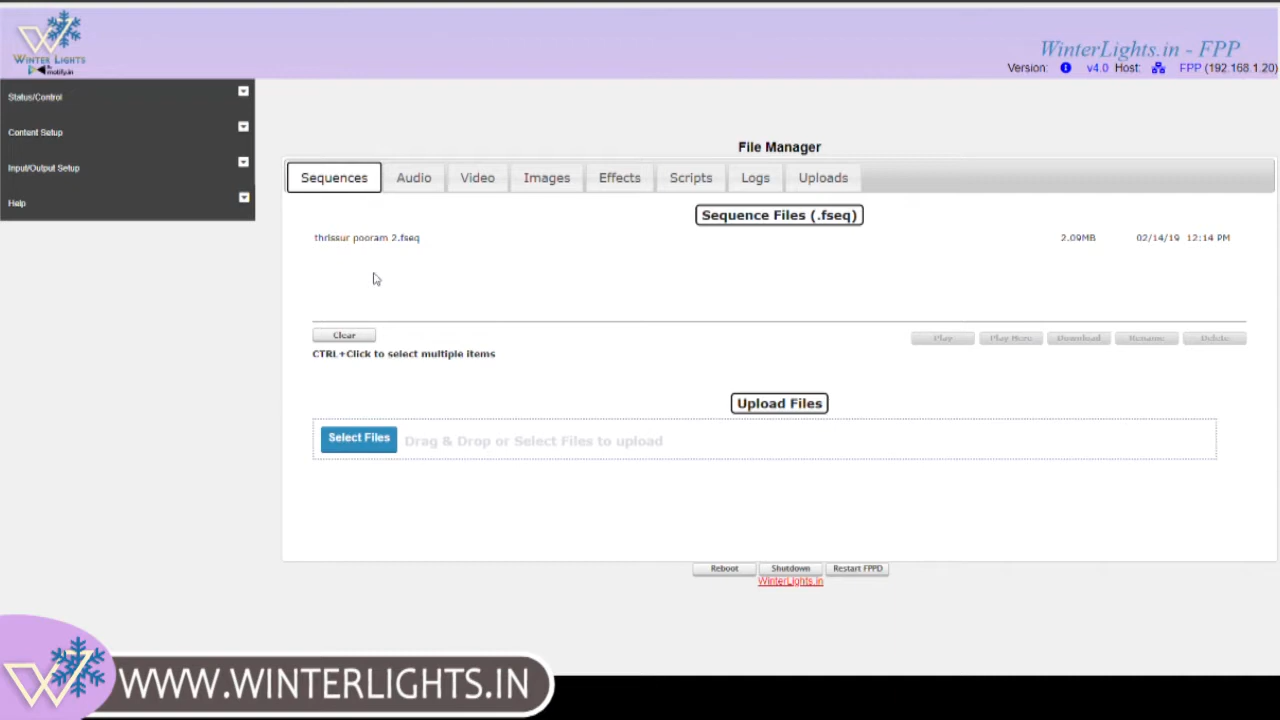 WINTER LIGHTS
WinterLights.in - FPP
Version: v4.0 Host: FPP (192.168.1.20)
Status/Control
Content Setup
Input/Output Setup
Help
File Manager
Sequences Audio Video Images Effects Scripts Logs Uploads
Sequence Files (.fseq)
thrissur pooram 2.fseq 2.09MB 02/14/19 12:14 PM
Clear Play Play Here Download Rename Delete
CTRL+Click to select multiple items
Upload Files
Select Files Drag & Drop or Select Files to upload
Reboot Shutdown Restart FPPD
WinterLights.in
WWW.WINTERLIGHTS.IN